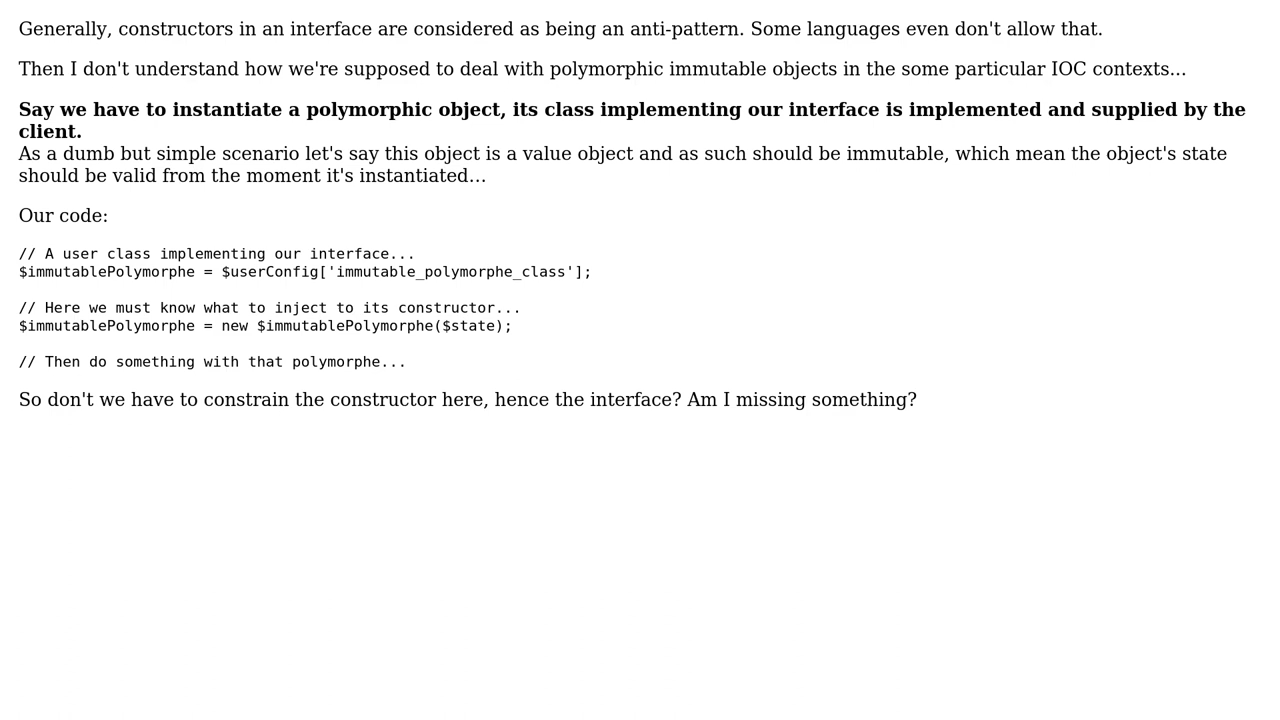 Generally, constructors in an interface are considered as being an anti-pattern. Some languages even don't allow that.
Then I don't understand how we're supposed to deal with polymorphic immutable objects in the some particular IOC contexts...
Say we have to instantiate a polymorphic object, its class implementing our interface is implemented and supplied by the
client.
As a dumb but simple scenario let's say this object is a value object and as such should be immutable, which mean the object's state
should be valid from the moment it's instantiated...
Our code:
// A user class implementing our interface...
$immutablePolymorphe = $userConfig['immutable_polymorphe_class'];
// Here we must know what to inject to its constructor...
$immutablePolymorphe = new $immutablePolymorphe($state);
// Then do something with that polymorphe...
So don't we have to constrain the constructor here, hence the interface? Am I missing something?